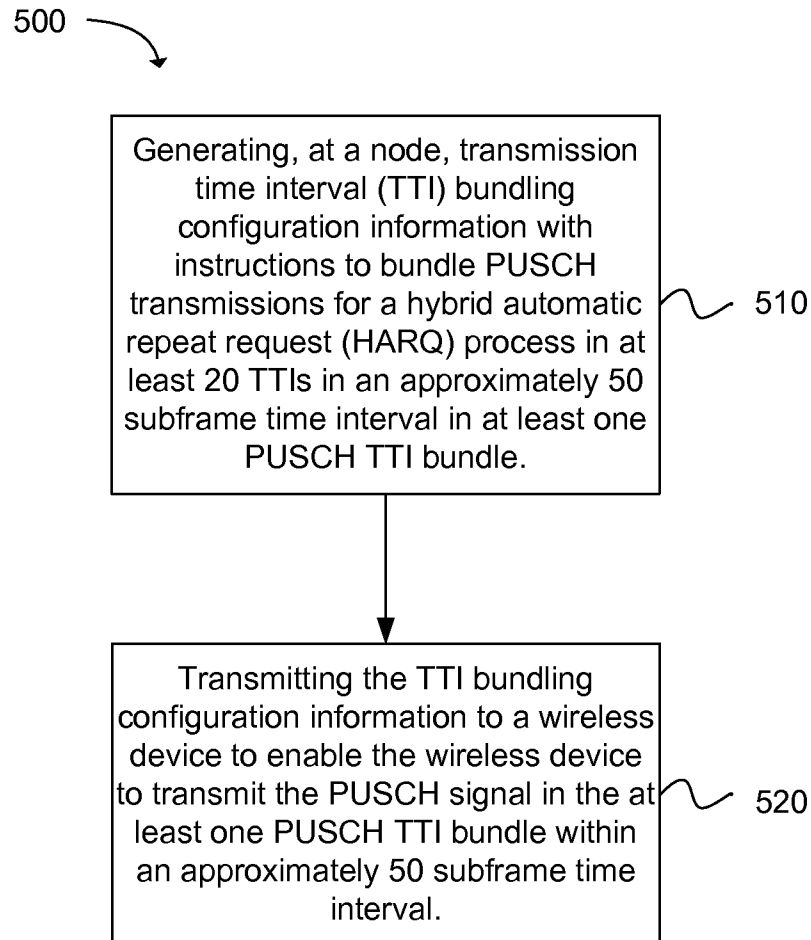 500
Generating, at a node, transmission
time interval (TTI) bundling
configuration information with
instructions to bundle PUSCH
transmissions for a hybrid automatic
repeat request (HARQ) process in at
least 20 TTIs in an approximately 50
subframe time interval in at least one
PUSCH TTI bundle.
510
Transmitting the TTI bundling
configuration information to a wireless
device to enable the wireless device
to transmit the PUSCH signal in the at
least one PUSCH TTI bundle within
an approximately 50 subframe time
interval.
520